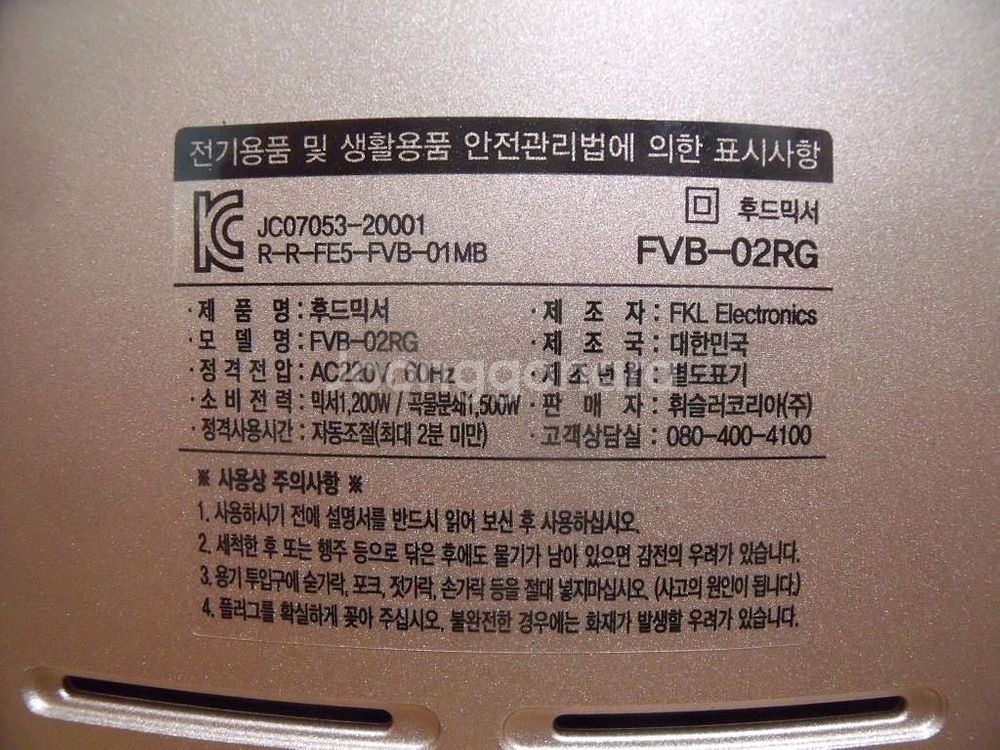 전기용품 및 생활용품 안전관리법에 의한 표시사항
JC07053-20001
R-R-FE5-FVB-01MB
후드믹서
FVB-02RG
· 제 품 명 : 후드믹서
· 모 델 명 : FVB-02RG
· 정 격 전 압 : AC220V, 60Hz
· 소 비 전 력 : 믹서1,200W / 곡물분쇄1,500W
· 정격사용시간 : 자동조절(최대 2분 미만)
· 제 조 자 : FKL Electronics
· 제 조 국 : 대한민국
· 제 조 년 월 : 별도표기
· 판 매 자 : 휘슬러코리아(주)
· 고객상담실 : 080-400-4100
※ 사용상 주의사항 ※
1. 사용하시기 전에 설명서를 반드시 읽어 보신 후 사용하십시오.
2. 세척한 후 또는 행주 등으로 닦은 후에도 물기가 남아 있으면 감전의 우려가 있습니다.
3. 용기 투입구에 숟가락, 포크, 젓가락, 손가락 등을 절대 넣지마십시오. (사고의 원인이 됩니다.)
4. 플러그를 확실하게 꽂아 주십시오. 불완전한 경우에는 화재가 발생할 우려가 있습니다.